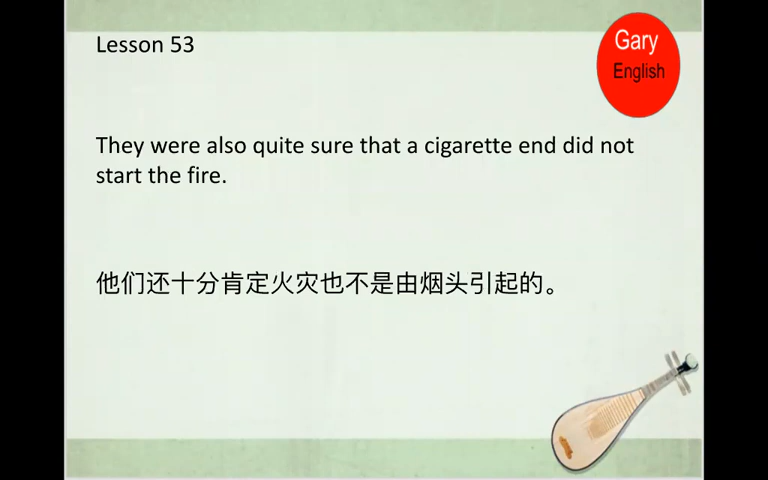 Lesson 53
Gary
English
They were also quite sure that a cigarette end did not
start the fire.
他们还十分肯定火灾也不是由烟头引起的。